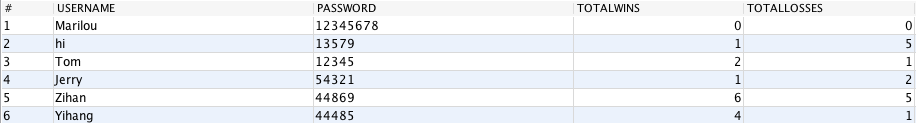 # USERNAME PASSWORD TOTALWINS TOTALLOSSES
1 Marilou 12345678 0 0
2 hi 13579 1 5
3 Tom 12345 2 1
4 Jerry 54321 1 2
5 Zihan 44869 6 5
6 Yihang 44485 4 1